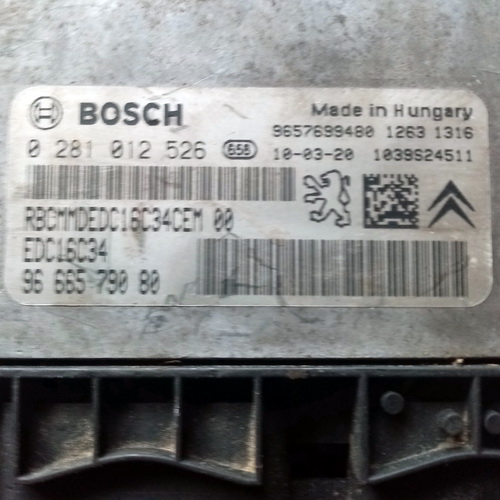 BOSCH
Made in Hungary
9657699480 1263 1316
0 281 012 526 658 10-03-20 1039S24511
RBCMMDEDC16C34CEM 00
EDC16C34
96 665 790 80